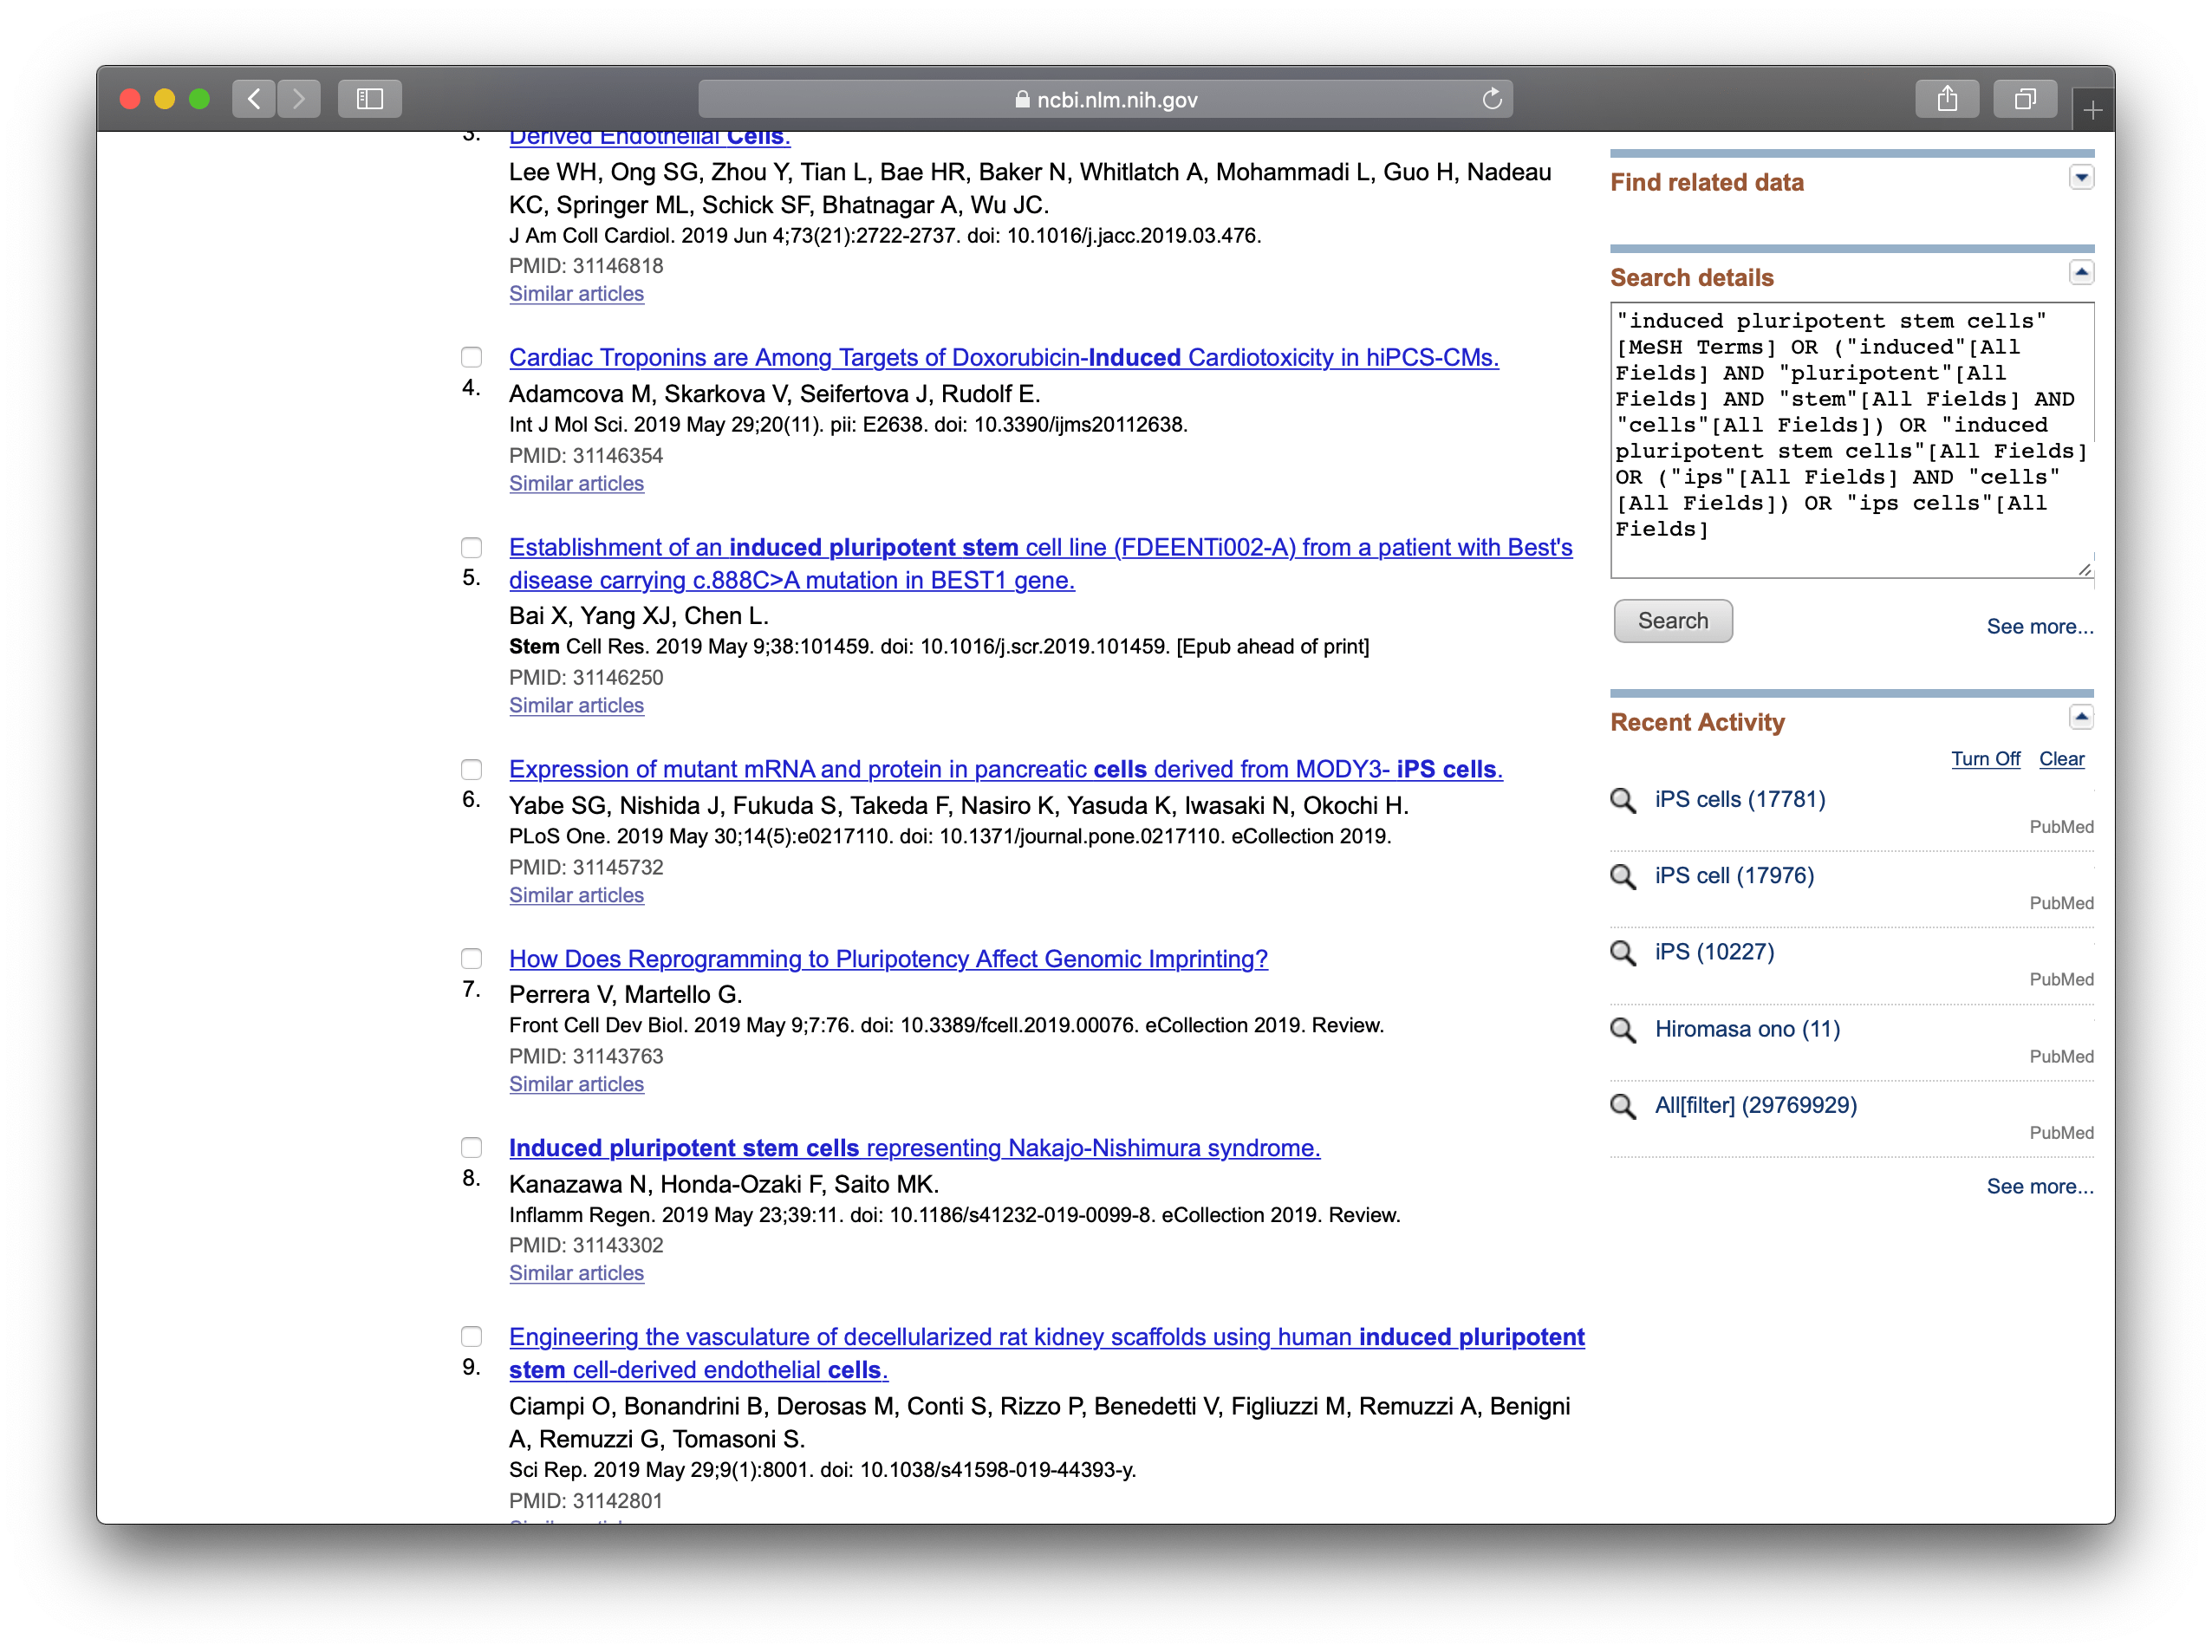 ncbi.nlm.nih.gov
3.
Derived Endothelial Cells.
Lee WH, Ong SG, Zhou Y, Tian L, Bae HR, Baker N, Whitlatch A, Mohammadi L, Guo H, Nadeau
KC, Springer ML, Schick SF, Bhatnagar A, Wu JC.
J Am Coll Cardiol. 2019 Jun 4;73(21):2722-2737. doi: 10.1016/j.jacc.2019.03.476.
PMID: 31146818
Similar articles
Cardiac Troponins are Among Targets of Doxorubicin-Induced Cardiotoxicity in hiPCS-CMs.
4.
Adamcova M, Skarkova V, Seifertova J, Rudolf E.
Int J Mol Sci. 2019 May 29;20(11). pii: E2638. doi: 10.3390/ijms20112638.
PMID: 31146354
Similar articles
Establishment of an induced pluripotent stem cell line (FDEENTi002-A) from a patient with Best's
5.
disease carrying c.888C>A mutation in BEST1 gene.
Bai X, Yang XJ, Chen L.
Stem Cell Res. 2019 May 9;38:101459. doi: 10.1016/j.scr.2019.101459. [Epub ahead of print]
PMID: 31146250
Similar articles
Expression of mutant mRNA and protein in pancreatic cells derived from MODY3- iPS cells.
6.
Yabe SG, Nishida J, Fukuda S, Takeda F, Nasiro K, Yasuda K, Iwasaki N, Okochi H.
PLoS One. 2019 May 30;14(5):e0217110. doi: 10.1371/journal.pone.0217110. eCollection 2019.
PMID: 31145732
Similar articles
How Does Reprogramming to Pluripotency Affect Genomic Imprinting?
7.
Perrera V, Martello G.
Front Cell Dev Biol. 2019 May 9;7:76. doi: 10.3389/fcell.2019.00076. eCollection 2019. Review.
PMID: 31143763
Similar articles
Induced pluripotent stem cells representing Nakajo-Nishimura syndrome.
8.
Kanazawa N, Honda-Ozaki F, Saito MK.
Inflamm Regen. 2019 May 23;39:11. doi: 10.1186/s41232-019-0099-8. eCollection 2019. Review.
PMID: 31143302
Similar articles
Engineering the vasculature of decellularized rat kidney scaffolds using human induced pluripotent
9.
stem cell-derived endothelial cells.
Ciampi O, Bonandrini B, Derosas M, Conti S, Rizzo P, Benedetti V, Figliuzzi M, Remuzzi A, Benigni
A, Remuzzi G, Tomasoni S.
Sci Rep. 2019 May 29;9(1):8001. doi: 10.1038/s41598-019-44393-y.
PMID: 31142801
Find related data
Search details
"induced pluripotent stem cells"
[MeSH Terms] OR ("induced"[All
Fields] AND "pluripotent"[All
Fields] AND "stem"[All Fields] AND
"cells"[All Fields]) OR "induced
pluripotent stem cells"[All Fields]
OR ("ips"[All Fields] AND "cells"
[All Fields]) OR "ips cells"[All
Fields]
Search
See more...
Recent Activity
Turn Off Clear
iPS cells (17781)
PubMed
iPS cell (17976)
PubMed
iPS (10227)
PubMed
Hiromasa ono (11)
PubMed
All[filter] (29769929)
PubMed
See more...